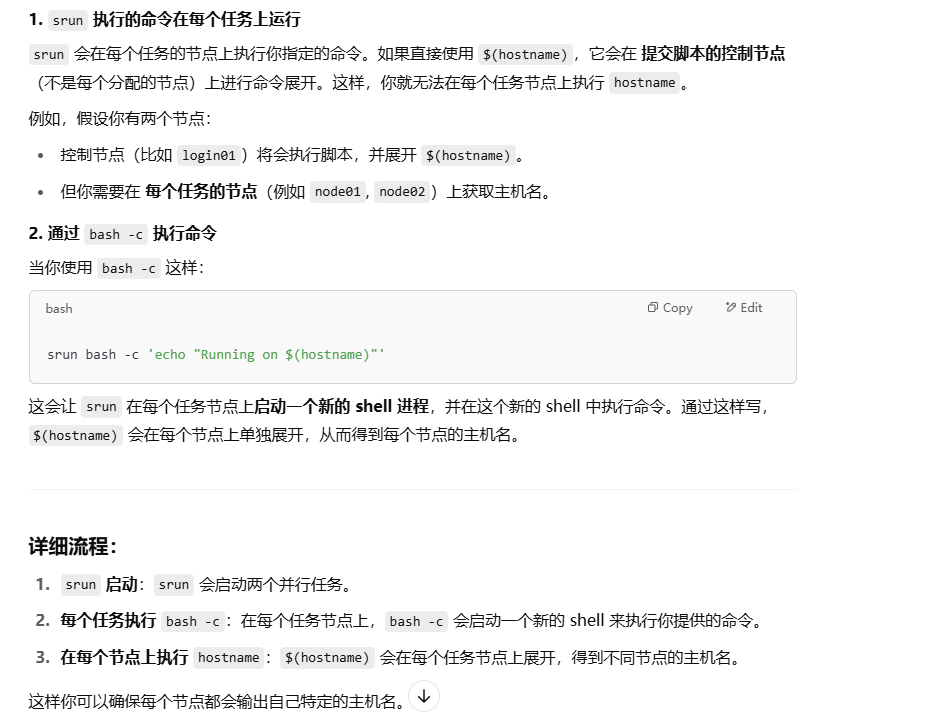 1. srun 执行的命令在每个任务上运行
srun 会在每个任务的节点上执行你指定的命令。如果直接使用 $(hostname)，它会在 提交脚本的控制节点
（不是每个分配的节点）上进行命令展开。这样，你就无法在每个任务节点上执行 hostname。
例如，假设你有两个节点：
• 控制节点（比如 login01）将会执行脚本，并展开 $(hostname)。
• 但你需要在 每个任务的节点（例如 node01, node02）上获取主机名。
2. 通过 bash -c 执行命令
当你使用 bash -c 这样：
bash Copy Edit
srun bash -c 'echo "Running on $(hostname)"'
这会让 srun 在每个任务节点上启动一个新的 shell 进程，并在这个新的 shell 中执行命令。通过这样写，
$(hostname) 会在每个节点上单独展开，从而得到每个节点的主机名。
详细流程：
1. srun 启动：srun 会启动两个并行任务。
2. 每个任务执行 bash -c：在每个任务节点上，bash -c 会启动一个新的 shell 来执行你提供的命令。
3. 在每个节点上执行 hostname：$(hostname) 会在每个任务节点上展开，得到不同节点的主机名。
这样你可以确保每个节点都会输出自己特定的主机名。